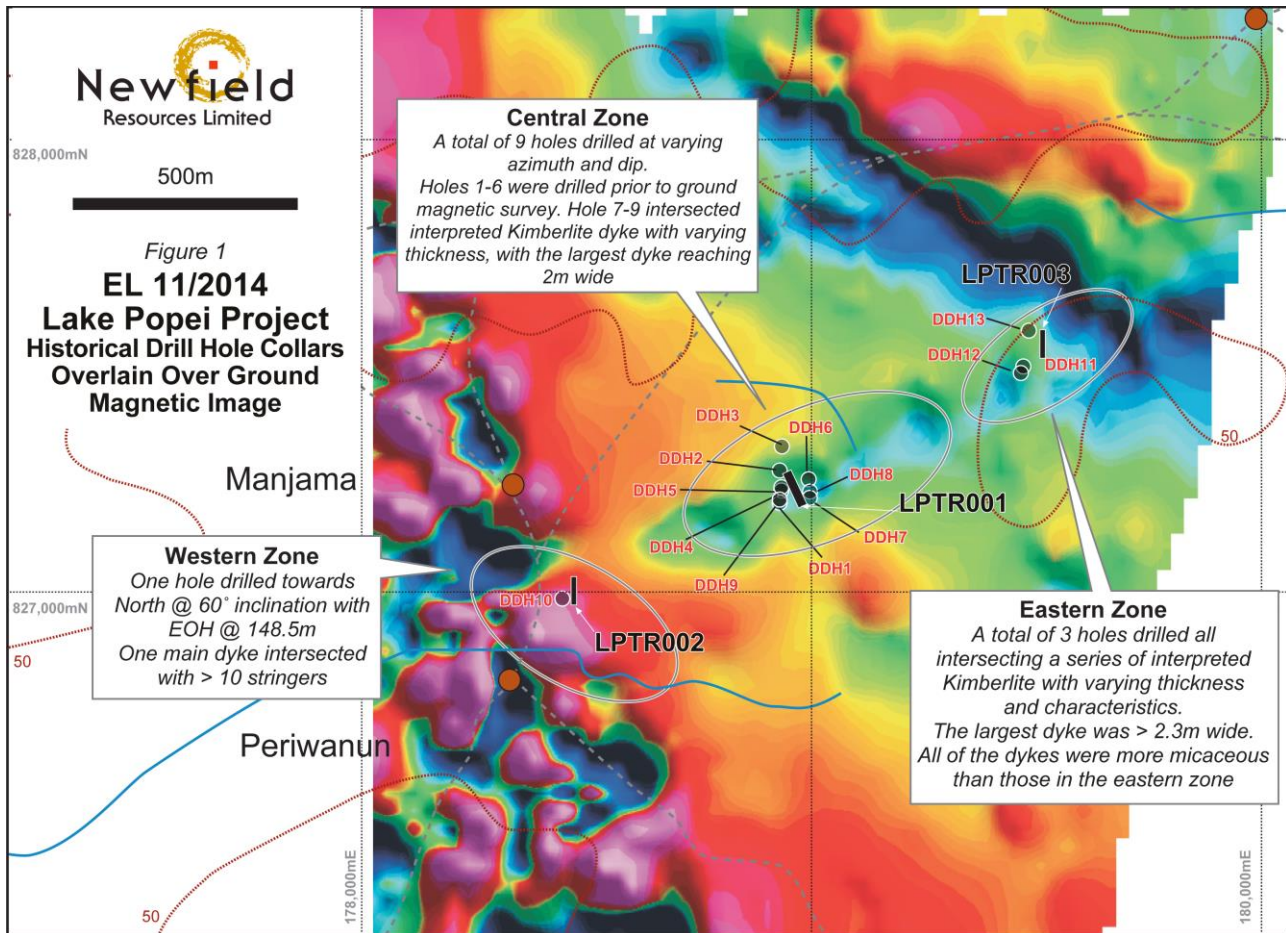 Newfield
Resources Limited
828,000mN
500m
Figure 1
EL 11/2014
Lake Popei Project
Historical Drill Hole Collars
Overlain Over Ground
Magnetic Image
Central Zone
A total of 9 holes drilled at varying
azimuth and dip.
Holes 1-6 were drilled prior to ground
magnetic survey. Hole 7-9 intersected
interpreted Kimberlite dyke with varying
thickness, with the largest dyke reaching
2m wide
LPTR003
DDH13
DDH12
DDH11
DDH3
DDH6
DDH2
DDH8
DDH5
LPTR001
DDH4
DDH7
DDH9
DDH1
50
Manjama
Western Zone
One hole drilled towards
North @ 60° inclination with
EOH @ 148.5m
One main dyke intersected
with > 10 stringers
827,000mN
50
DDH10
LPTR002
Periwanun
Eastern Zone
A total of 3 holes drilled all
intersecting a series of interpreted
Kimberlite with varying thickness
and characteristics.
The largest dyke was > 2.3m wide.
All of the dykes were more micaceous
than those in the eastern zone
50
178,000mE
180,000mE